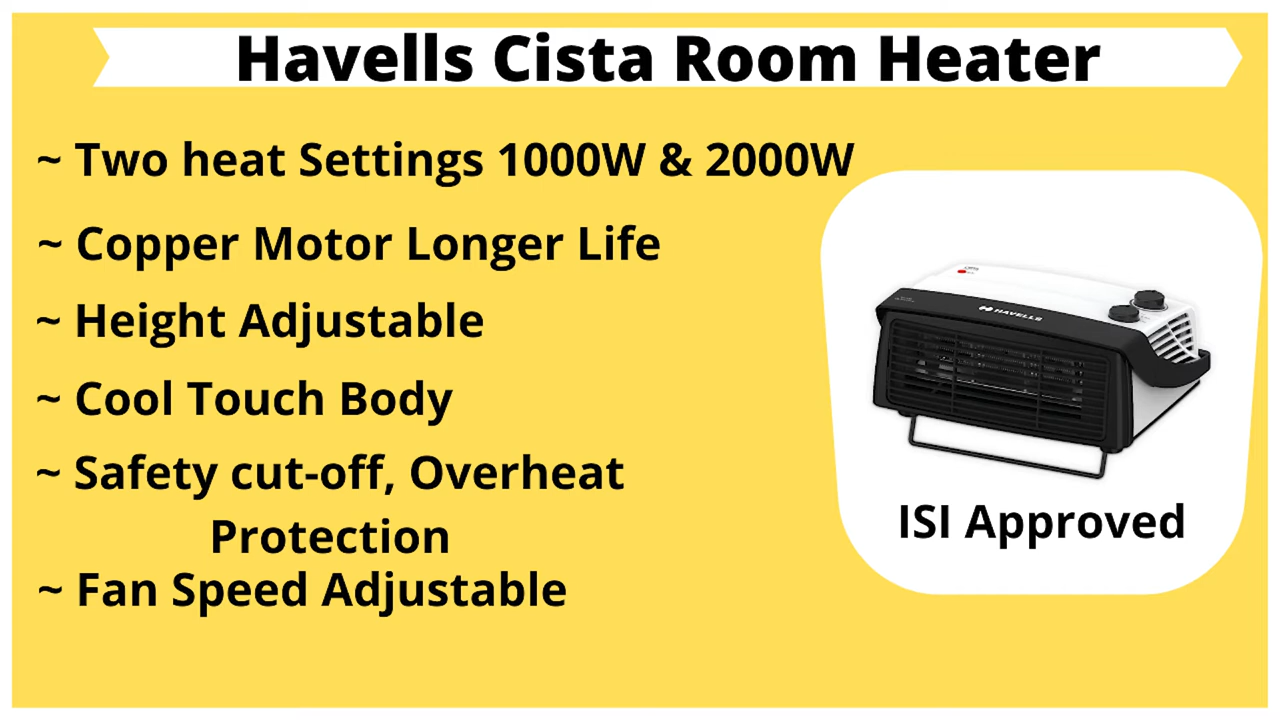 Havells Cista Room Heater
~ Two heat Settings 1000W & 2000W
~ Copper Motor Longer Life
~ Height Adjustable
~ Cool Touch Body
~ Safety cut-off, Overheat
Protection
~ Fan Speed Adjustable
HAVELLS
ISI Approved